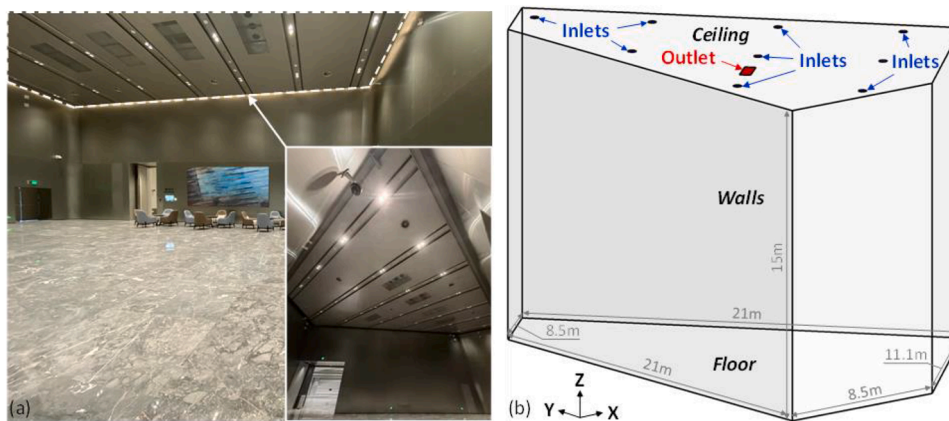 (a)
(b)
Inlets
Ceiling
Inlets
Inlets
Outlet
Walls
15m
21m
8.5m
21m
Floor
11.1m
8.5m
Z
Y
X